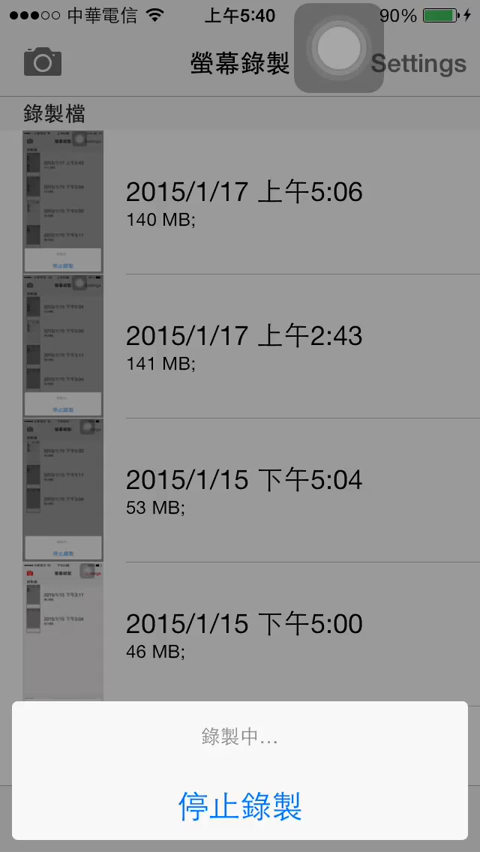 中華電信 上午5:40 90%
螢幕錄製 Settings
錄製檔
2015/1/17 上午5:06
140 MB;
2015/1/17 上午2:43
141 MB;
2015/1/15 下午5:04
53 MB;
2015/1/15 下午5:00
46 MB;
錄製中...
停止錄製